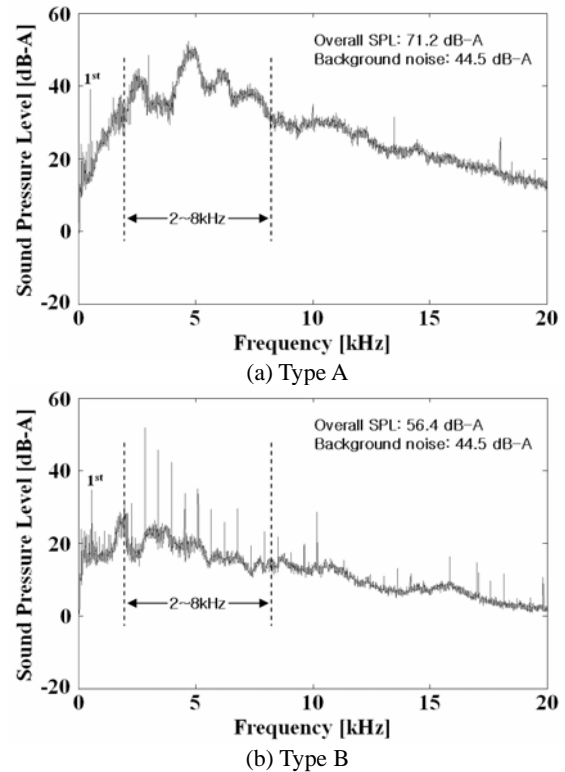 Sound Pressure Level [dB-A]
60
40
20
0
-20
1st
Overall SPL: 71.2 dB-A
Background noise: 44.5 dB-A
2~8kHz
0 5 10 15 20
Frequency [kHz]
(a) Type A
Sound Pressure Level [dB-A]
60
40
20
0
-20
1st
Overall SPL: 56.4 dB-A
Background noise: 44.5 dB-A
2~8kHz
0 5 10 15 20
Frequency [kHz]
(b) Type B